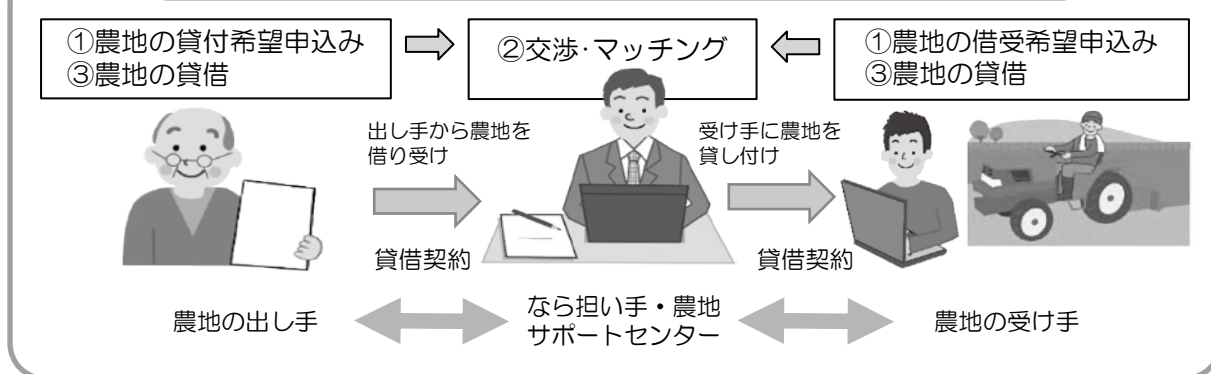 ①農地の貸付希望申込み
③農地の貸借
②交渉・マッチング
①農地の借受希望申込み
③農地の貸借
出し手から農地を
借り受け
受け手に農地を
貸し付け
貸借契約
貸借契約
農地の出し手
なら担い手・農地
サポートセンター
農地の受け手